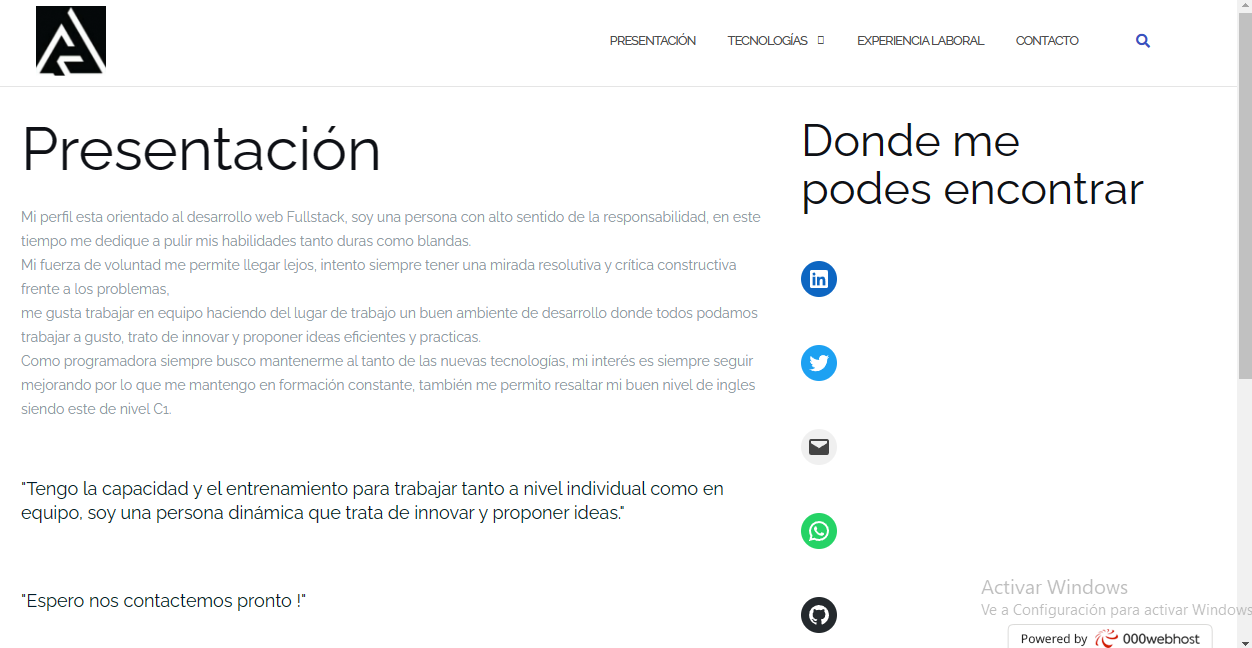 PRESENTACIÓN
TECNOLOGÍAS
EXPERIENCIA LABORAL
CONTACTO
Presentación
Mi perfil esta orientado al desarrollo web Fullstack, soy una persona con alto sentido de la responsabilidad, en este
tiempo me dedique a pulir mis habilidades tanto duras como blandas.
Mi fuerza de voluntad me permite llegar lejos, intento siempre tener una mirada resolutiva y crítica constructiva
frente a los problemas,
me gusta trabajar en equipo haciendo del lugar de trabajo un buen ambiente de desarrollo donde todos podamos
trabajar a gusto, trato de innovar y proponer ideas eficientes y practicas.
Como programadora siempre busco mantenerme al tanto de las nuevas tecnologías, mi interés es siempre seguir
mejorando por lo que me mantengo en formación constante, también me permito resaltar mi buen nivel de ingles
siendo este de nivel C1.
"Tengo la capacidad y el entrenamiento para trabajar tanto a nivel individual como en
equipo, soy una persona dinámica que trata de innovar y proponer ideas."
"Espero nos contactemos pronto !"
Donde me
podes encontrar
in
Activar Windows
Ve a Configuración para activar Windows
Powered by 000webhost